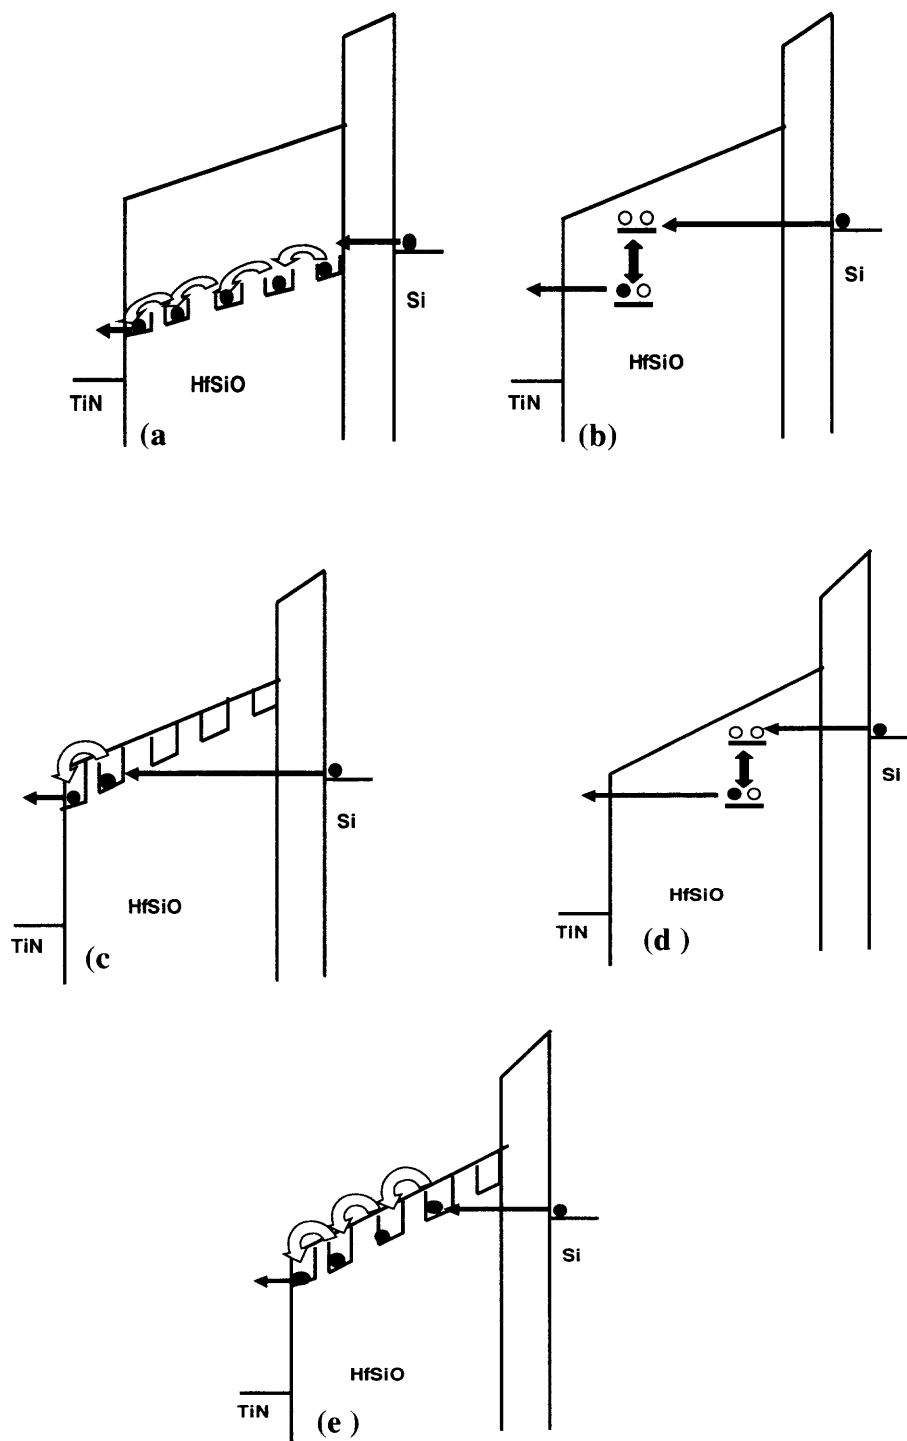 Si
HfSiO
TiN
(a
Si
HfSiO
TiN
(b)
Si
HfSiO
TiN
(c
Si
HfSiO
TiN
(d )
Si
HfSiO
TiN
(e )